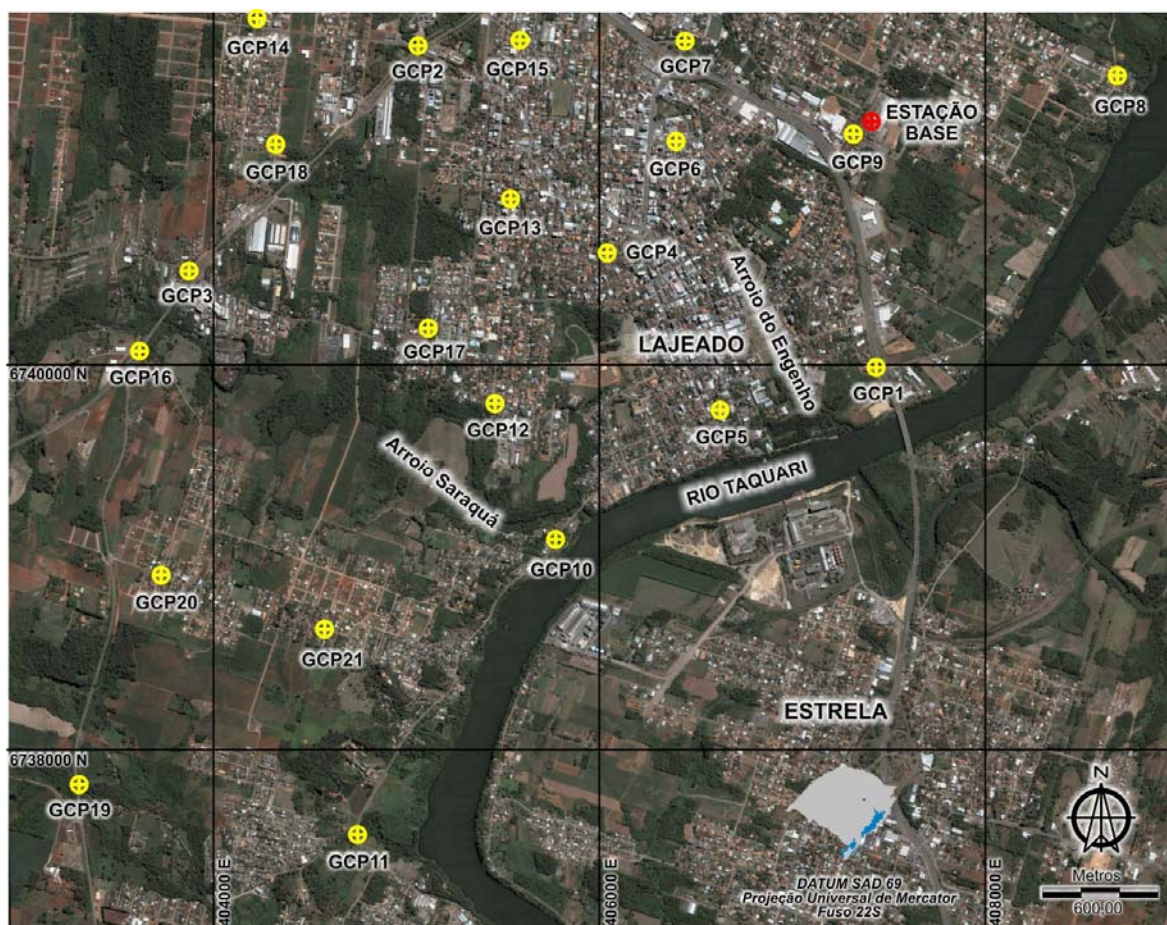 GCP14
GCP2
GCP15
GCP7
GCP8
ESTAÇÃO
BASE
GCP9
GCP18
GCP6
GCP13
GCP4
GCP3
Arroio do Engenho
GCP17
LAJEADO
6740000 N
GCP16
GCP1
GCP12
GCP5
Arroio Saraquá
RIO TAQUARI
GCP10
GCP20
GCP21
ESTRELA
6738000 N
GCP19
GCP11
N
404000 E
406000 E
408000 E
Metros
600,00
DATUM SAD 69
Projeção Universal de Mercator
Fuso 22S